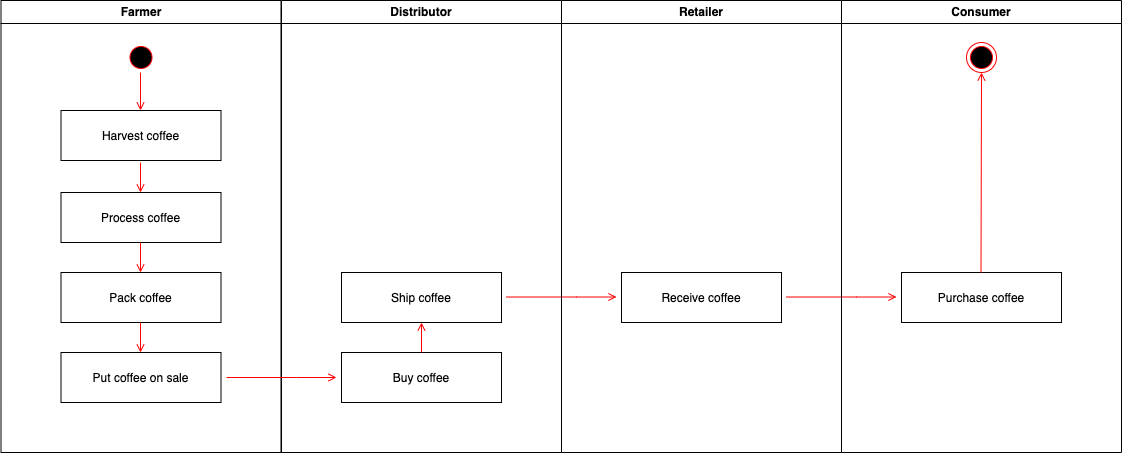 Farmer
Distributor
Retailer
Consumer
Harvest coffee
Process coffee
Pack coffee
Ship coffee
Receive coffee
Purchase coffee
Put coffee on sale
Buy coffee